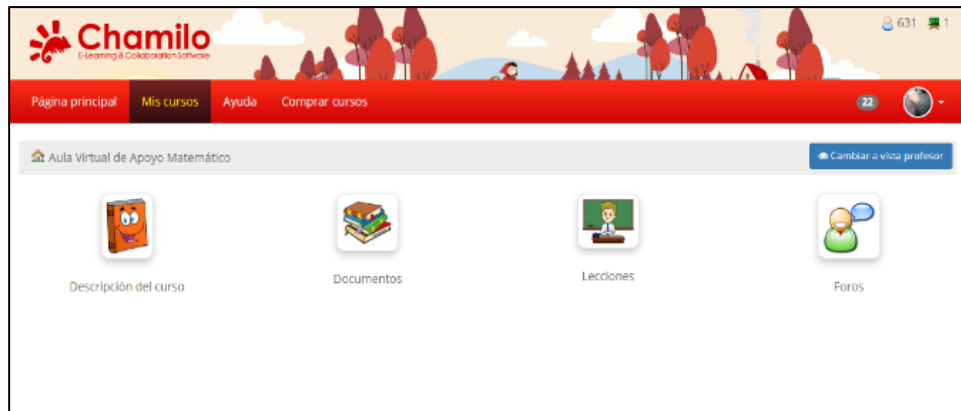 Chamilo
E-Learning & Collaboration Software
631 1
Página principal Mis cursos Ayuda Comprar cursos 22
Aula Virtual de Apoyo Matemático Cambiar a vista profesor
Descripción del curso Documentos Lecciones Foros